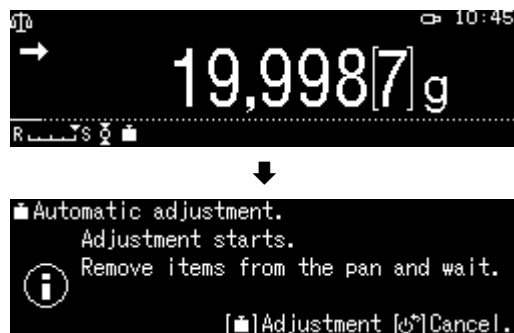 10:45
19,998[7] g
R S
Automatic adjustment.
Adjustment starts.
Remove items from the pan and wait.
[ ]Adjustment [ ]Cancel.